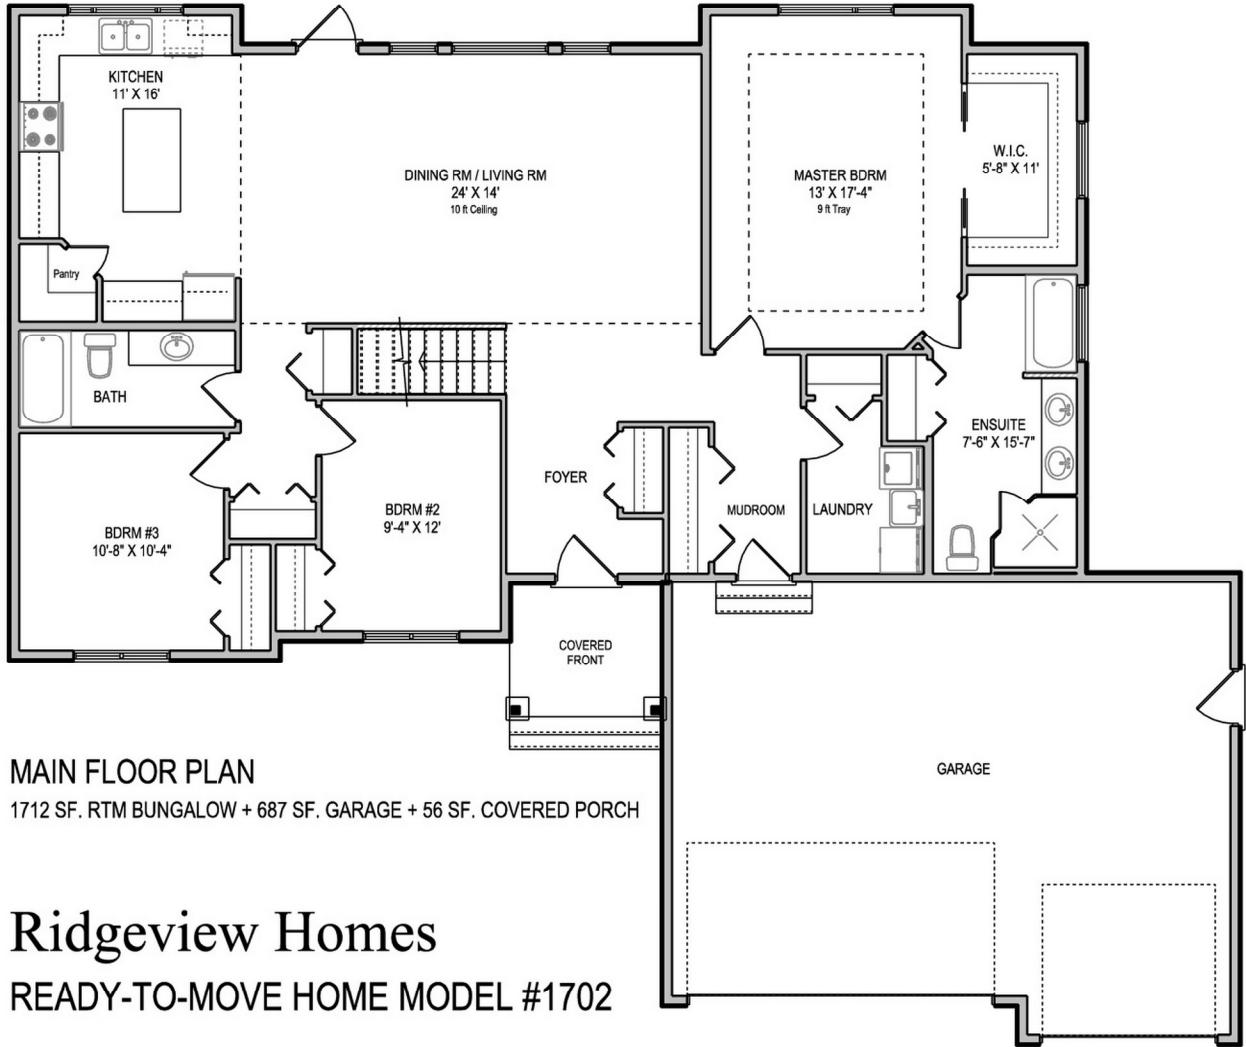 KITCHEN
11' X 16'
DINING RM / LIVING RM
24' X 14'
10 ft Ceiling
MASTER BDRM
13' X 17'-4"
9 ft Tray
W.I.C.
5'-8" X 11'
Pantry
BATH
ENSUITE
7'-6" X 15'-7"
FOYER
BDRM #2
9'-4" X 12'
MUDROOM
LAUNDRY
BDRM #3
10'-8" X 10'-4"
COVERED
FRONT
GARAGE
MAIN FLOOR PLAN
1712 SF. RTM BUNGALOW + 687 SF. GARAGE + 56 SF. COVERED PORCH
Ridgeview Homes
READY-TO-MOVE HOME MODEL #1702